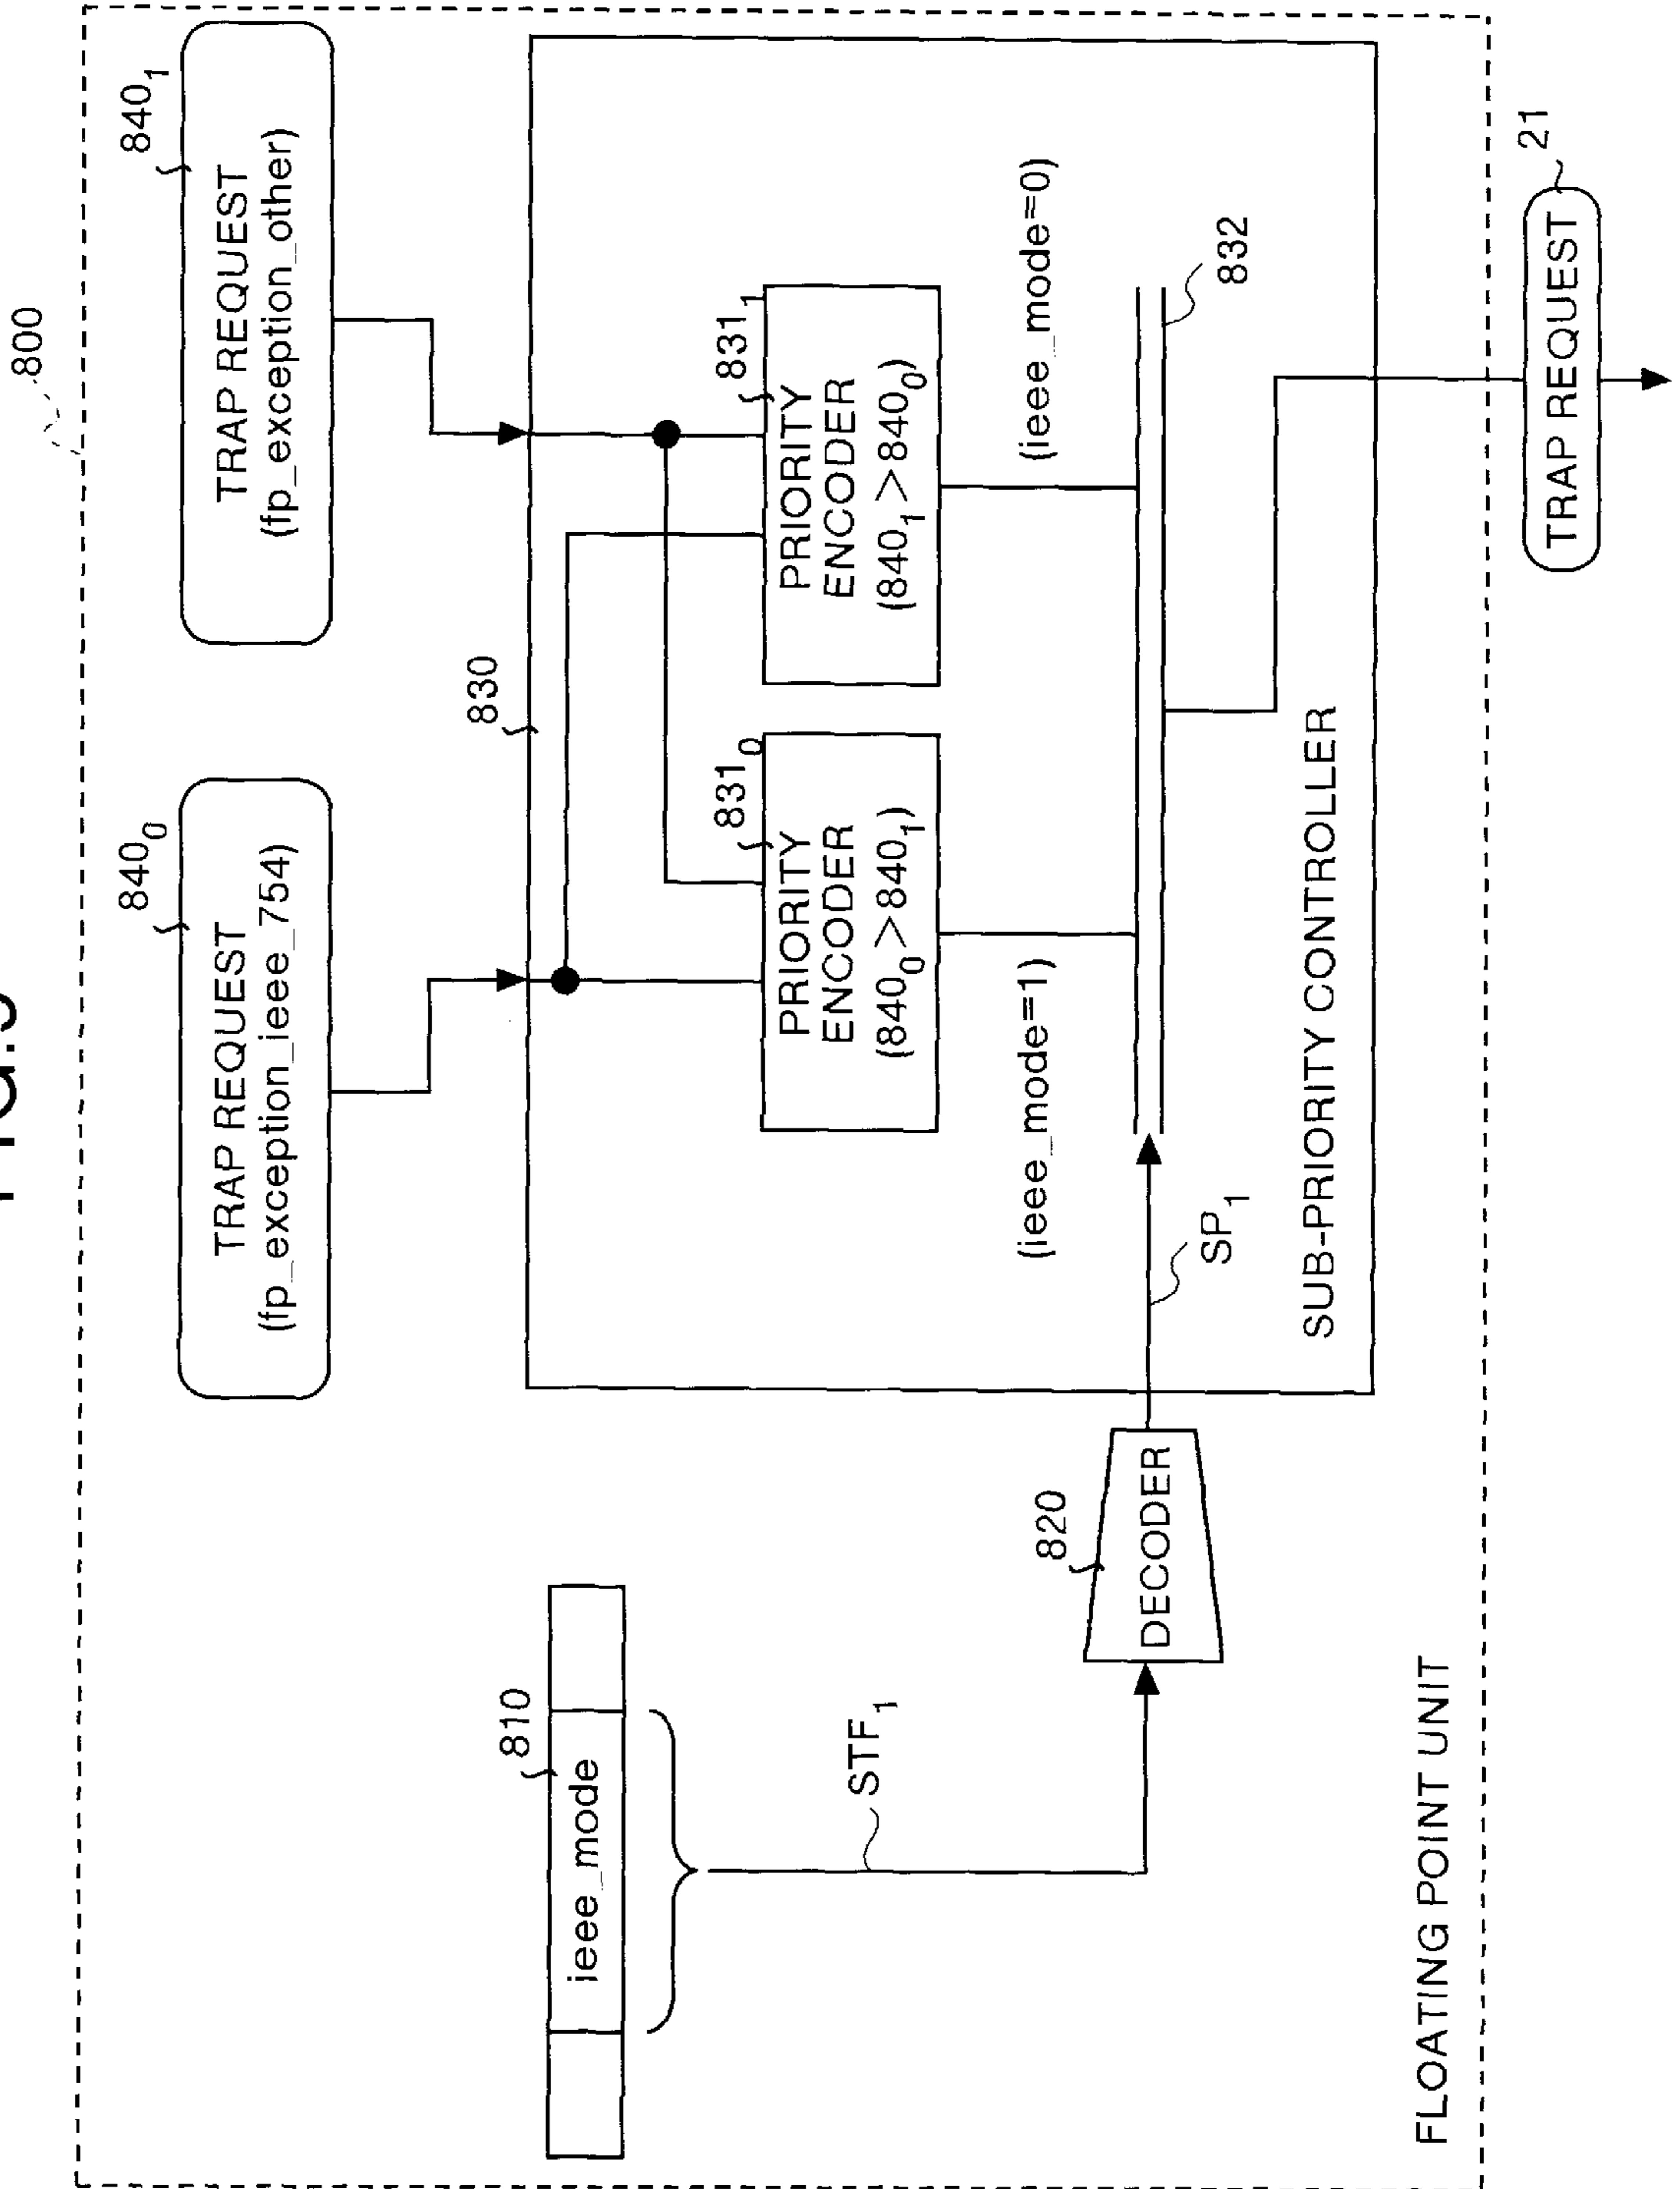 800
840₀
TRAP REQUEST
(fp_exception_ieee_754)
840₁
TRAP REQUEST
(fp_exception_other)
830
810
ieee_mode
831₀
PRIORITY
ENCODER
(840₀>840₁)
831₁
PRIORITY
ENCODER
(840₁>840₀)
STF₁
(ieee_mode=1)
(ieee_mode=0)
820
DECODER
SP₁
832
SUB-PRIORITY CONTROLLER
FLOATING POINT UNIT
21
TRAP REQUEST